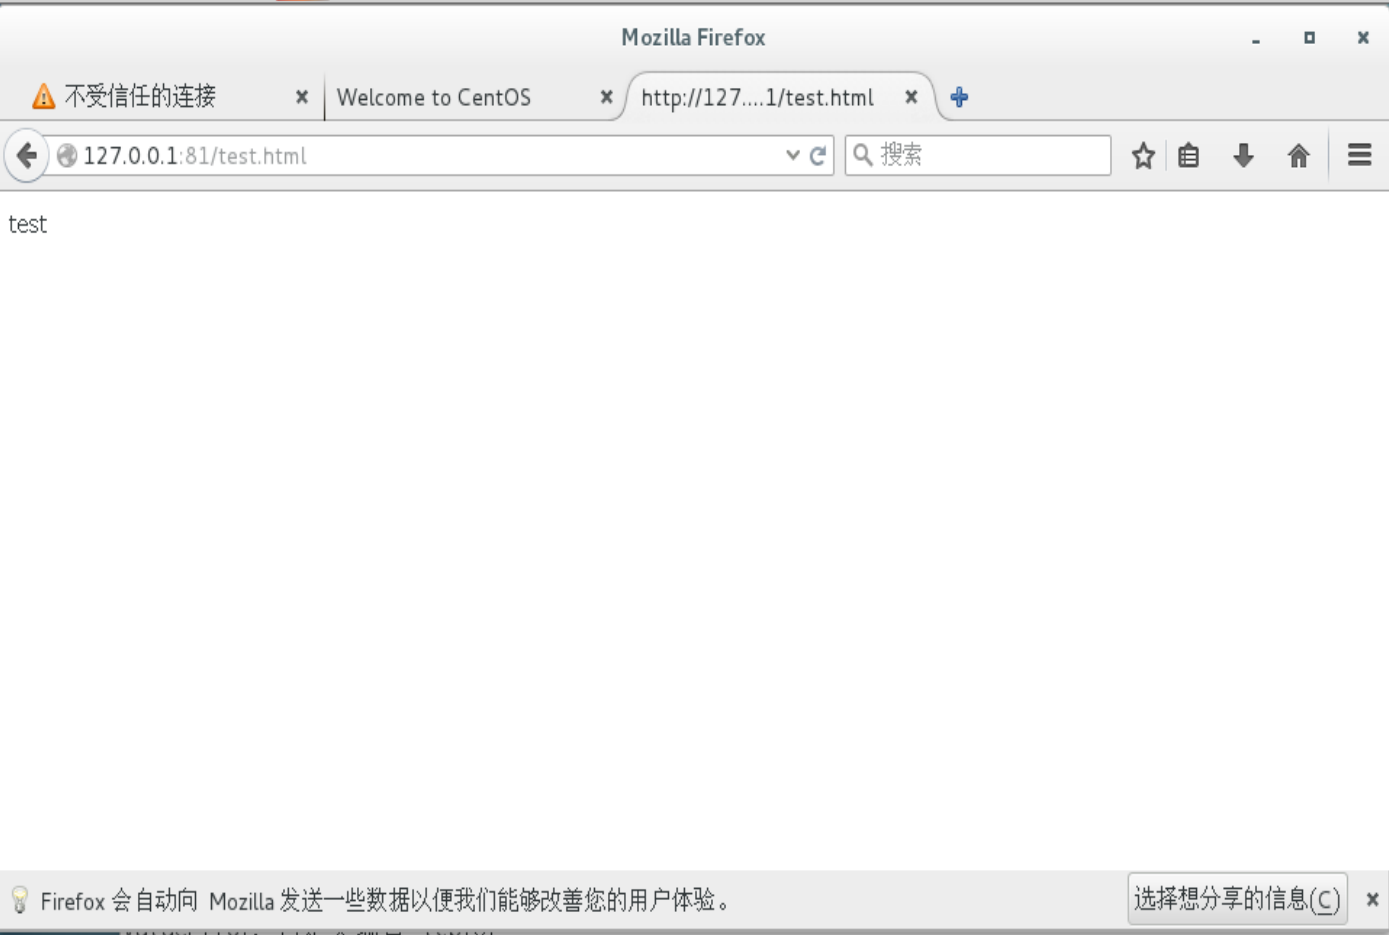 Mozilla Firefox
不受信任的连接
Welcome to CentOS
http://127....1/test.html
127.0.0.1:81/test.html
搜索
test
Firefox 会自动向 Mozilla 发送一些数据以便我们能够改善您的用户体验。
选择想分享的信息(C)